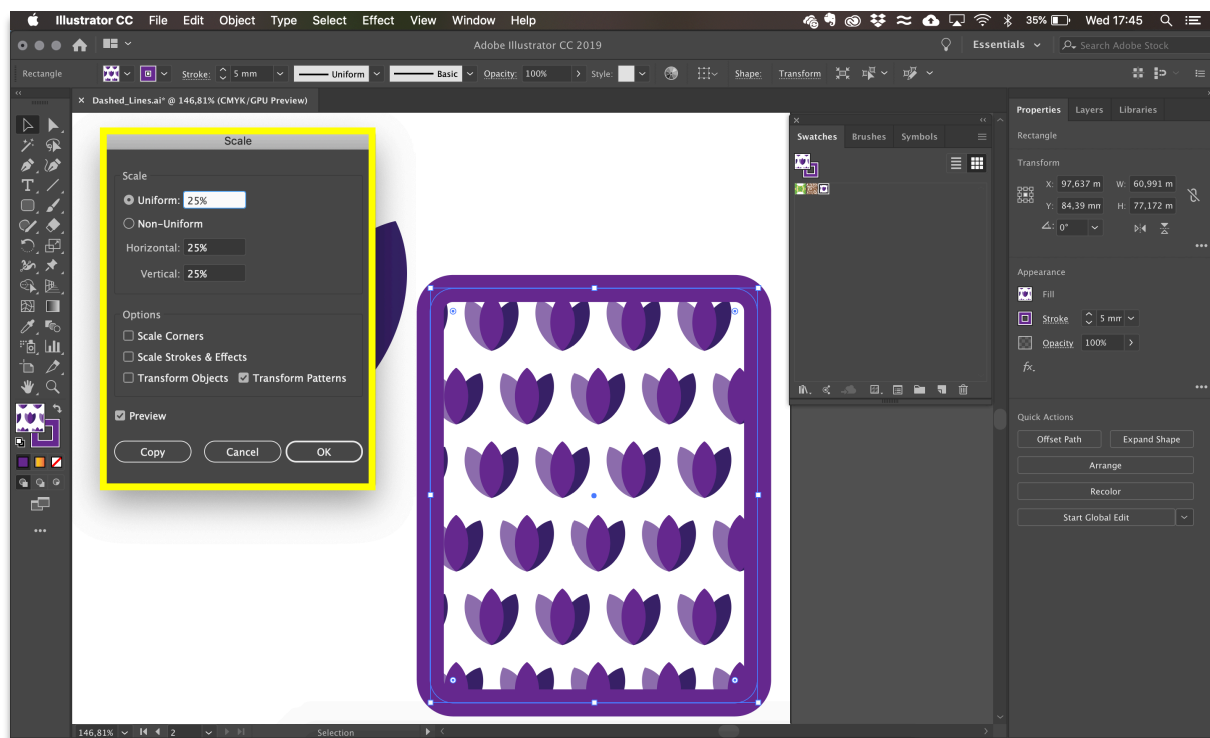 Illustrator CC File Edit Object Type Select Effect View Window Help 35% Wed 17:45
Adobe Illustrator CC 2019 Essentials Search Adobe Stock
Rectangle Stroke: 5 mm Uniform Basic Opacity: 100% Style: Shape: Transform
× Dashed_Lines.ai* @ 146,81% (CMYK/GPU Preview)
Scale
Scale
Uniform: 25%
Non-Uniform
Horizontal: 25%
Vertical: 25%
Options
Scale Corners
Scale Strokes & Effects
Transform Objects Transform Patterns
Preview
Copy Cancel OK
Swatches Brushes Symbols
Properties Layers Libraries
Rectangle
Transform
X: 97,637 m W: 60,991 m
Y: 84,39 mm H: 77,172 m
0°
Appearance
Fill
Stroke 5 mm
Opacity 100%
fx.
Quick Actions
Offset Path Expand Shape
Arrange
Recolor
Start Global Edit
146,81% 2 Selection